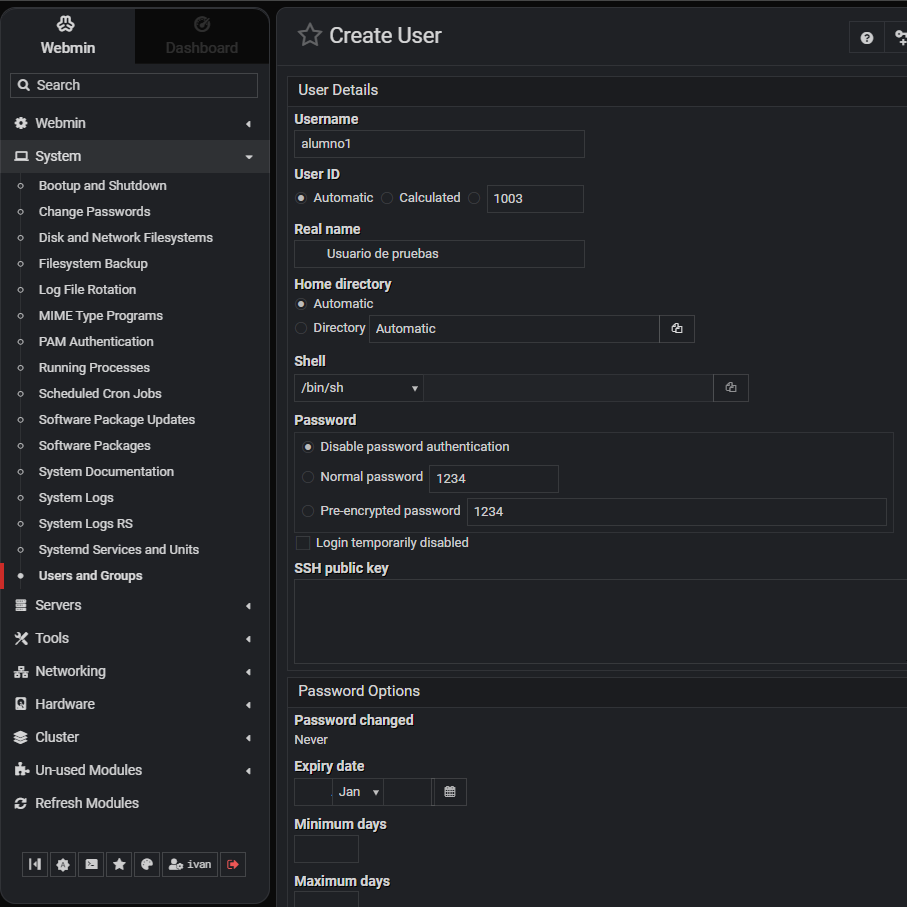 Webmin
Dashboard
Search
Webmin
System
Bootup and Shutdown
Change Passwords
Disk and Network Filesystems
Filesystem Backup
Log File Rotation
MIME Type Programs
PAM Authentication
Running Processes
Scheduled Cron Jobs
Software Package Updates
Software Packages
System Documentation
System Logs
System Logs RS
Systemd Services and Units
Users and Groups
Servers
Tools
Networking
Hardware
Cluster
Un-used Modules
Refresh Modules
ivan
Create User
User Details
Username
alumno1
User ID
Automatic Calculated 1003
Real name
Usuario de pruebas
Home directory
Automatic
Directory Automatic
Shell
/bin/sh
Password
Disable password authentication
Normal password 1234
Pre-encrypted password 1234
Login temporarily disabled
SSH public key
Password Options
Password changed
Never
Expiry date
Jan
Minimum days
Maximum days